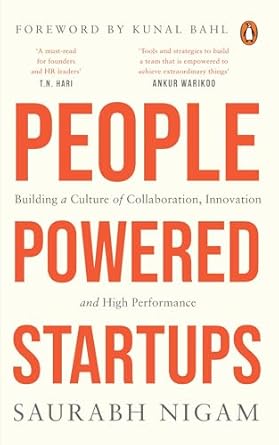 FOREWORD BY KUNAL BAHL
'A must-read
for founders
and HR leaders'
T.N. HARI
'Tools and strategies to build
a team that is empowered to
achieve extraordinary things'
ANKUR WARIKOO
PEOPLE
Building a Culture of Collaboration, Innovation
POWERED
and High Performance
STARTUPS
SAURABH NIGAM